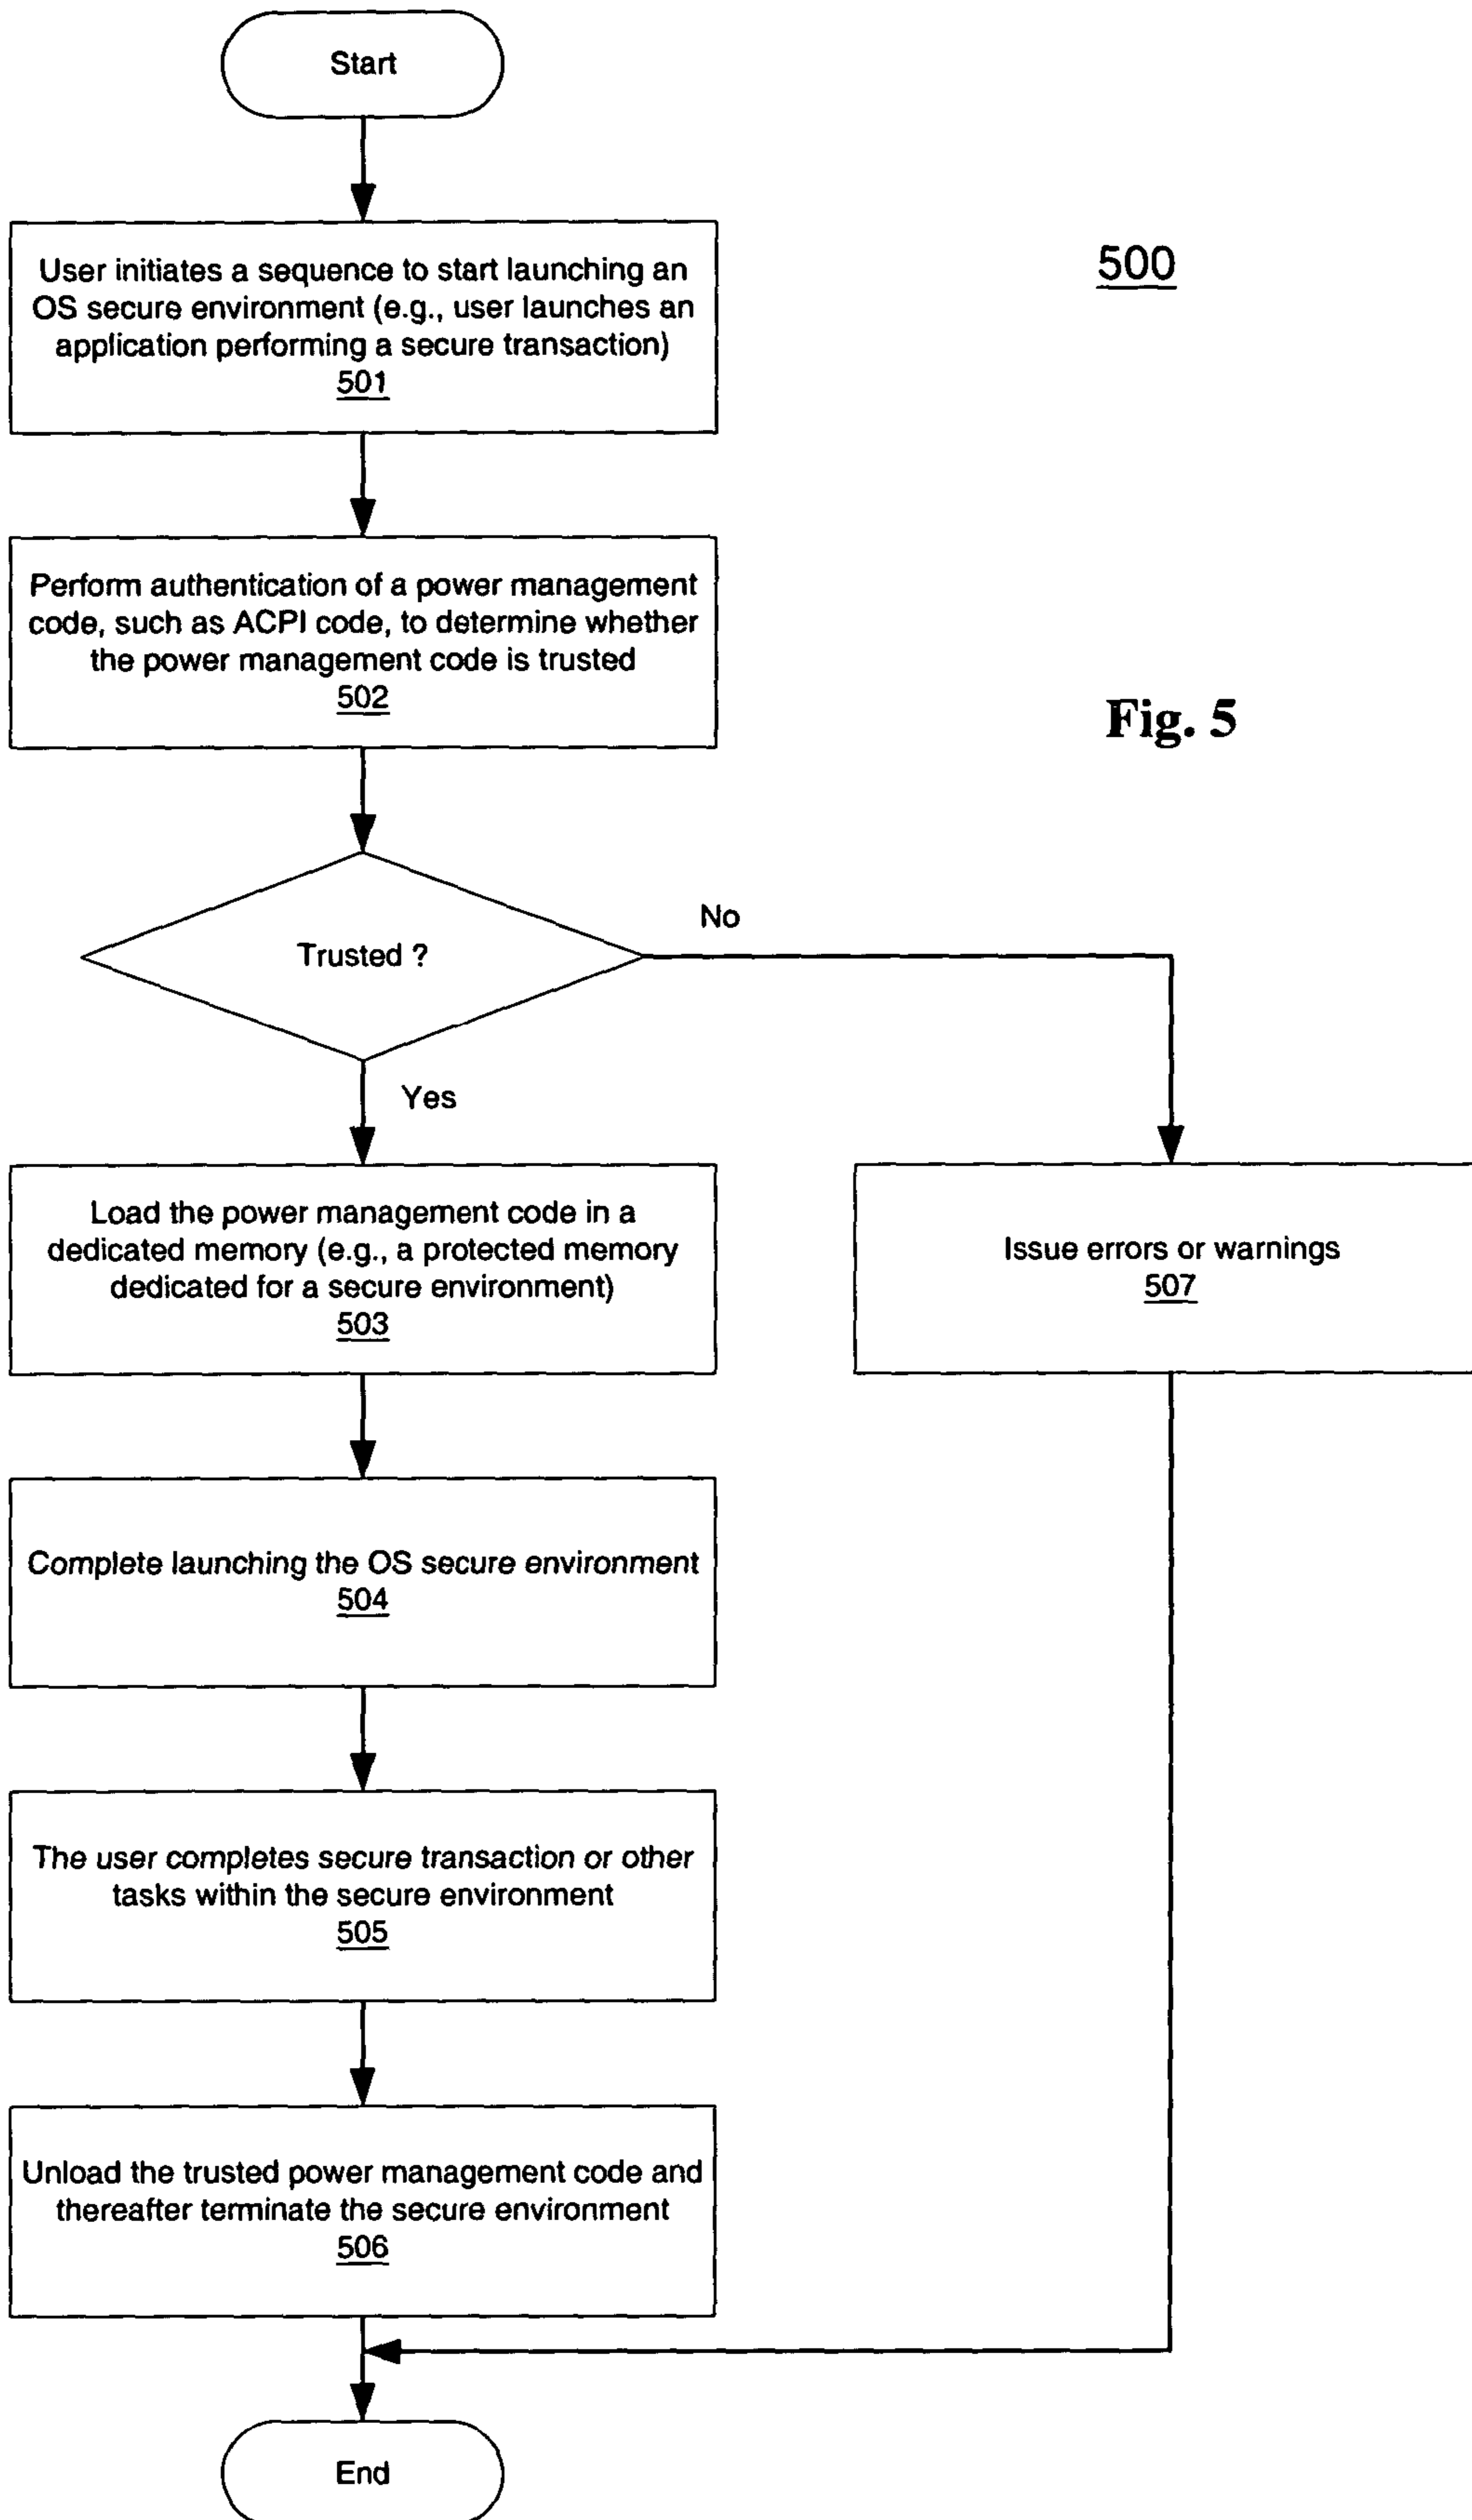 Start
500
User initiates a sequence to start launching an
OS secure environment (e.g., user launches an
application performing a secure transaction)
501
Perform authentication of a power management
code, such as ACPI code, to determine whether
the power management code is trusted
502
Fig. 5
Trusted ?
No
Yes
Load the power management code in a
dedicated memory (e.g., a protected memory
dedicated for a secure environment)
503
Issue errors or warnings
507
Complete launching the OS secure environment
504
The user completes secure transaction or other
tasks within the secure environment
505
Unload the trusted power management code and
thereafter terminate the secure environment
506
End